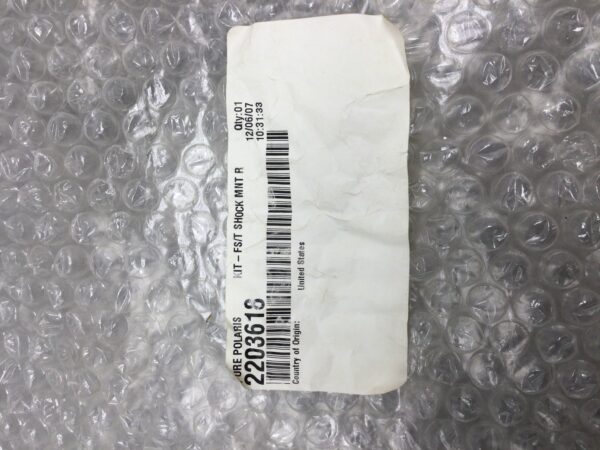 PURE POLARIS
KIT - FS/T SHOCK MNT R
Qty:01
12/06/07
10:31:33
2203618
Country of Origin:
United States